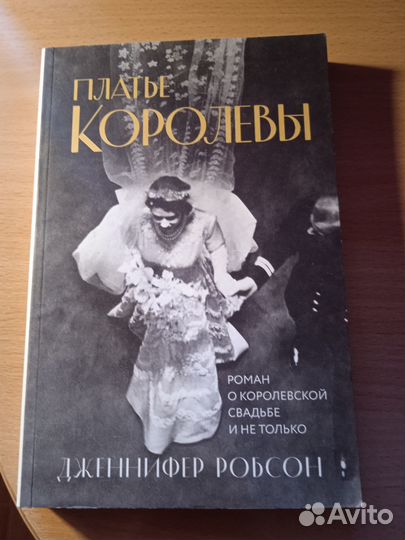 ПЛАТЬЕ
КОРОЛЕВЫ
РОМАН
О КОРОЛЕВСКОЙ
СВАДЬБЕ
И НЕ ТОЛЬКО
ДЖЕННИФЕР РОБСОН
Avito